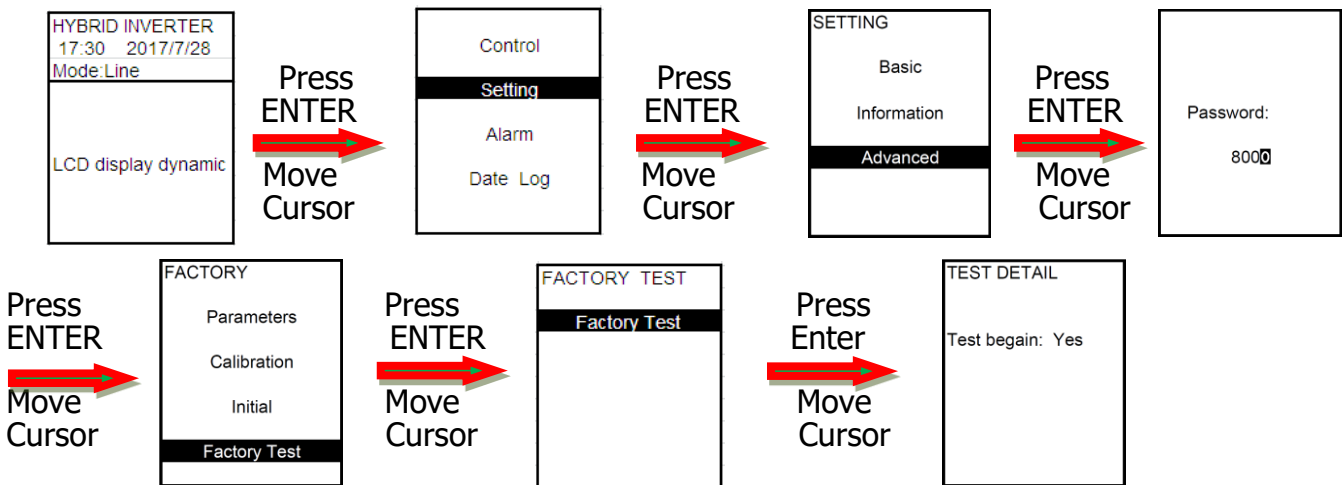 HYBRID INVERTER
17:30 2017/7/28
Mode:Line
LCD display dynamic
Press
ENTER
Move
Cursor
Control
Setting
Alarm
Date Log
Press
ENTER
Move
Cursor
SETTING
Basic
Information
Advanced
Press
ENTER
Move
Cursor
Password:
8000
Press
ENTER
Move
Cursor
FACTORY
Parameters
Calibration
Initial
Factory Test
Press
ENTER
Move
Cursor
FACTORY TEST
Factory Test
Press
Enter
Move
Cursor
TEST DETAIL
Test begain: Yes